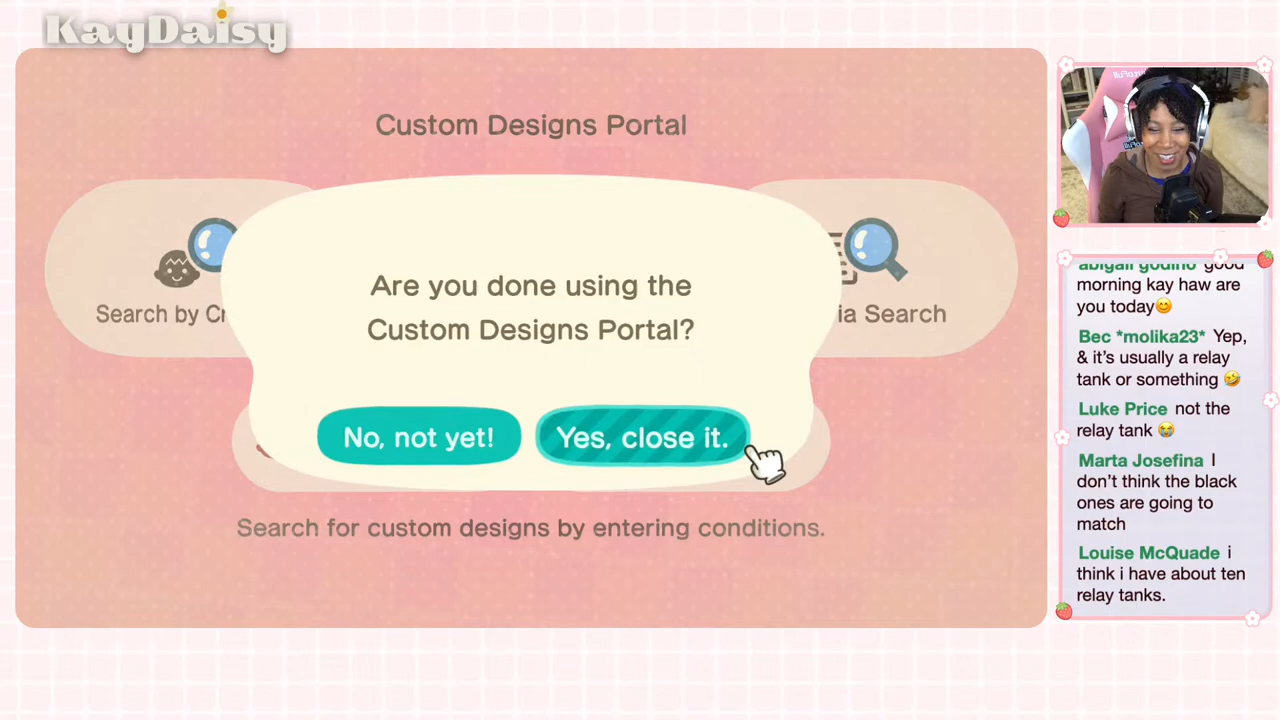 KayDaisy
Custom Designs Portal
Search by Cr
ia Search
Are you done using the
Custom Designs Portal?
No, not yet!
Yes, close it.
Search for custom designs by entering conditions.
abigail godino good
morning kay haw are
you today😊
Bec *molika23* Yep,
& it’s usually a relay
tank or something 🤣
Luke Price not the
relay tank 😭
Marta Josefina I
don’t think the black
ones are going to
match
Louise McQuade i
think i have about ten
relay tanks.